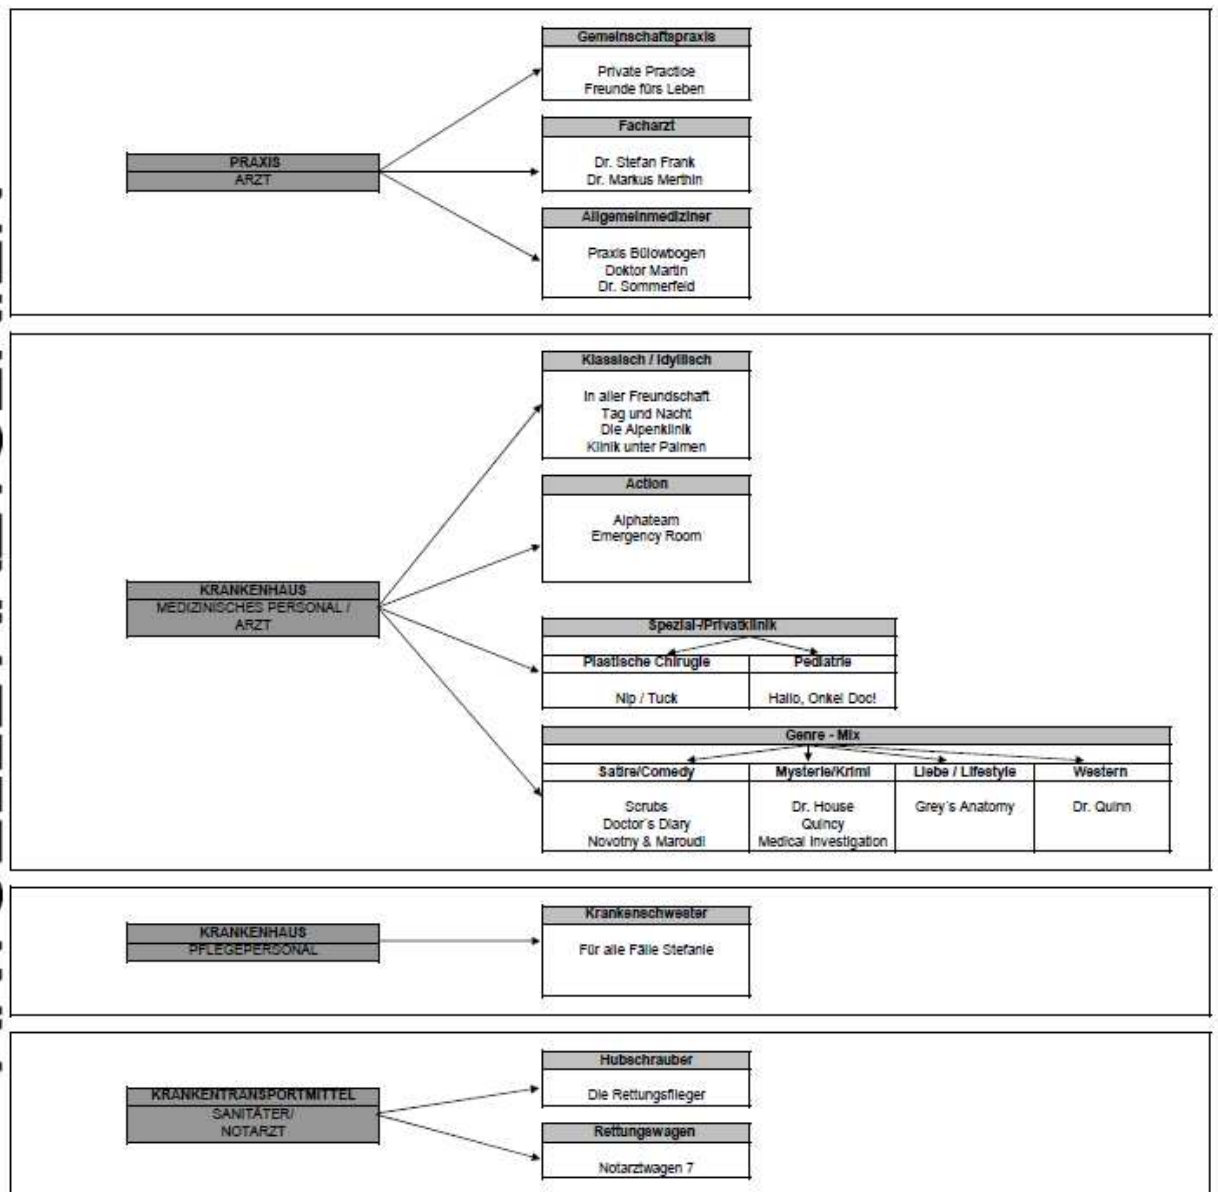 Gemeinschaftspraxis
Private Practice
Freunde fürs Leben
Facharzt
Dr. Stefan Frank
Dr. Markus Merthin
PRAXIS
ARZT
Allgemeinmediziner
Praxis Bülowbogen
Doktor Martin
Dr. Sommerfeld
Klassisch / Idyllisch
In aller Freundschaft
Tag und Nacht
Die Alpenklinik
Klinik unter Palmen
Action
Alphateam
Emergency Room
KRANKENHAUS
MEDIZINISCHES PERSONAL /
ARZT
Spezial-/Privatklinik
Plastische Chirugie Pediatrie
Nip / Tuck Hallo, Onkel Doc!
Genre - Mix
Satire/Comedy Mysterie/Krimi Liebe / Lifestyle Western
Scrubs Dr. House Grey´s Anatomy Dr. Quinn
Doctor´s Diary Quincy
Novotny & Maroudi Medical Investigation
Krankenschwester
Für alle Fälle Stefanie
KRANKENHAUS
PFLEGEPERSONAL
Hubschrauber
Die Rettungsflieger
KRANKENTRANSPORTMITTEL
SANITÄTER/
NOTARZT
Rettungswagen
Notarztwagen 7